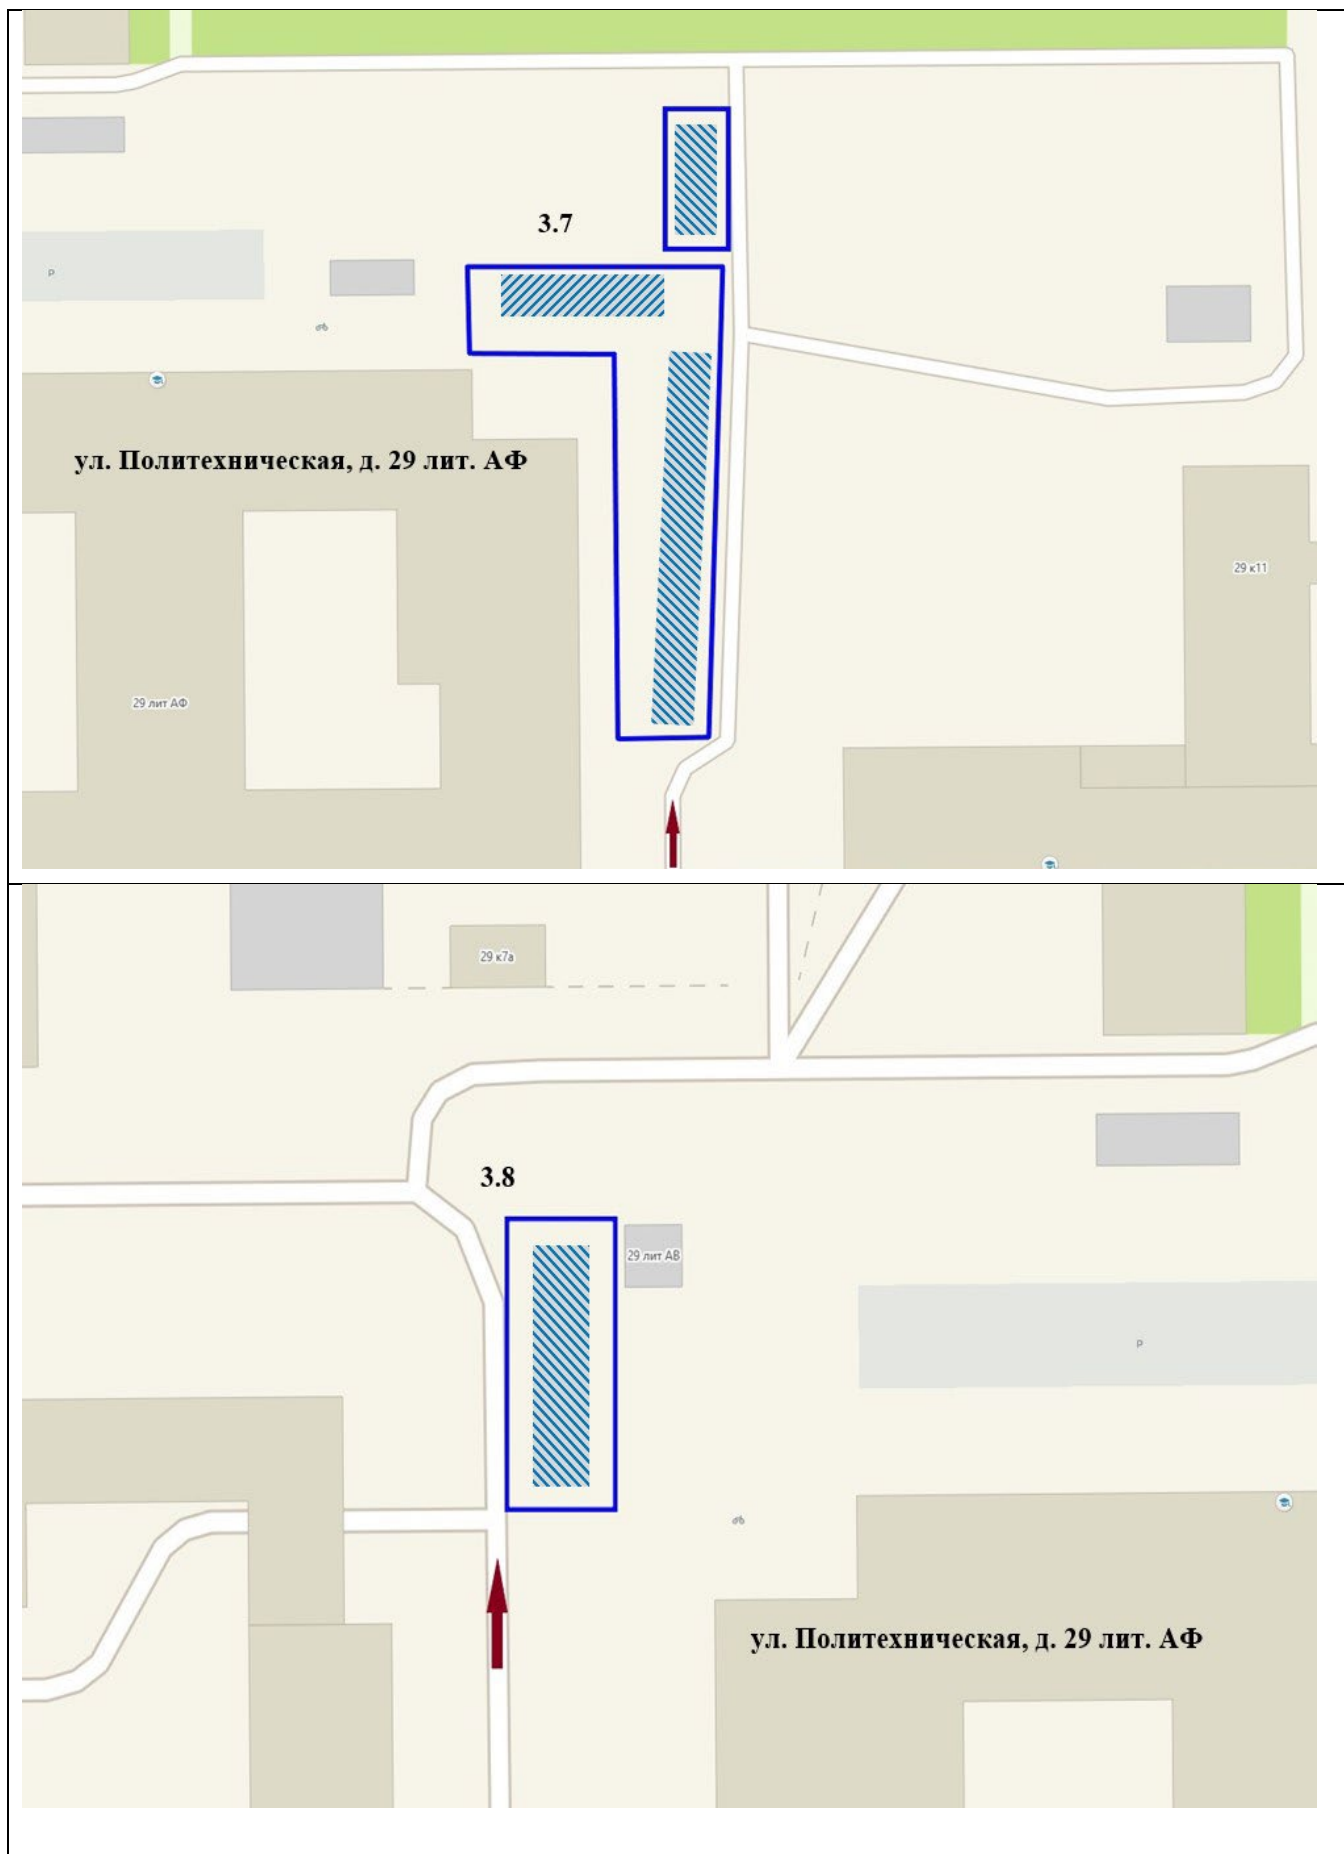 3.7
P
ул. Политехническая, д. 29 лит. АФ
29 к11
29 лит АФ
29 к7а
3.8
29 лит АВ
P
ул. Политехническая, д. 29 лит. АФ